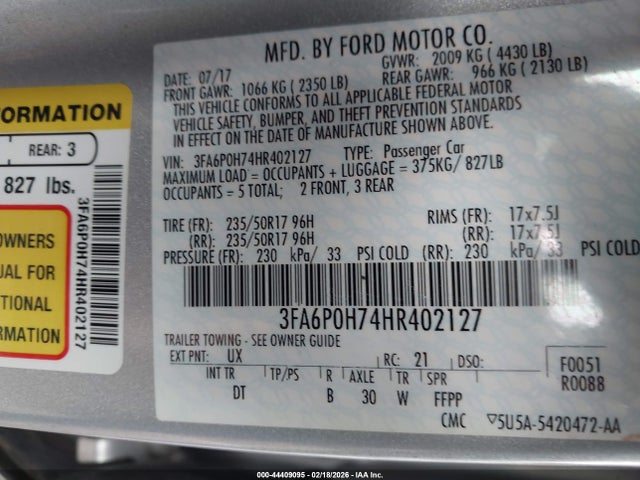 MFD. BY FORD MOTOR CO.
DATE: 07/17 GVWR: 2009 KG ( 4430 LB)
FRONT GAWR: 1066 KG ( 2350 LB) REAR GAWR: 966 KG ( 2130 LB)
THIS VEHICLE CONFORMS TO ALL APPLICABLE FEDERAL MOTOR
VEHICLE SAFETY, BUMPER, AND THEFT PREVENTION STANDARDS
IN EFFECT ON THE DATE OF MANUFACTURE SHOWN ABOVE.
VIN: 3FA6P0H74HR402127 TYPE: Passenger Car
MAXIMUM LOAD = OCCUPANTS + LUGGAGE = 375KG/ 827LB
OCCUPANTS = 5 TOTAL; 2 FRONT, 3 REAR
TIRE (FR): 235/50R17 96H RIMS (FR): 17x7.5J
(RR): 235/50R17 96H (RR): 17x7.5J
PRESSURE (FR): 230 kPa/ 33 PSI COLD (RR): 230 kPa/ 33 PSI COLD
3FA6P0H74HR402127
TRAILER TOWING - SEE OWNER GUIDE
EXT PNT: UX RC: 21 DSO: F0051
INT TR TP/PS R AXLE TR SPR R0088
DT B 30 W FFPP
CMC ▽5U5A-5420472-AA
FORMATION
REAR: 3
827 lbs.
OWNERS
UAL FOR
TIONAL
MATION
3FA6P0H74HR402127
000-44409095 - 02/18/2026 - IAA Inc.